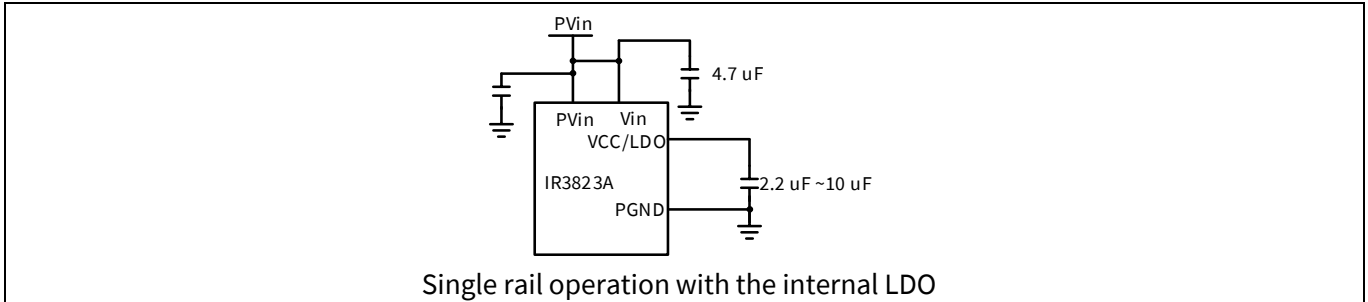 PVin
4.7 uF
PVin Vin
VCC/LDO
IR3823A
2.2 uF ~10 uF
PGND
Single rail operation with the internal LDO